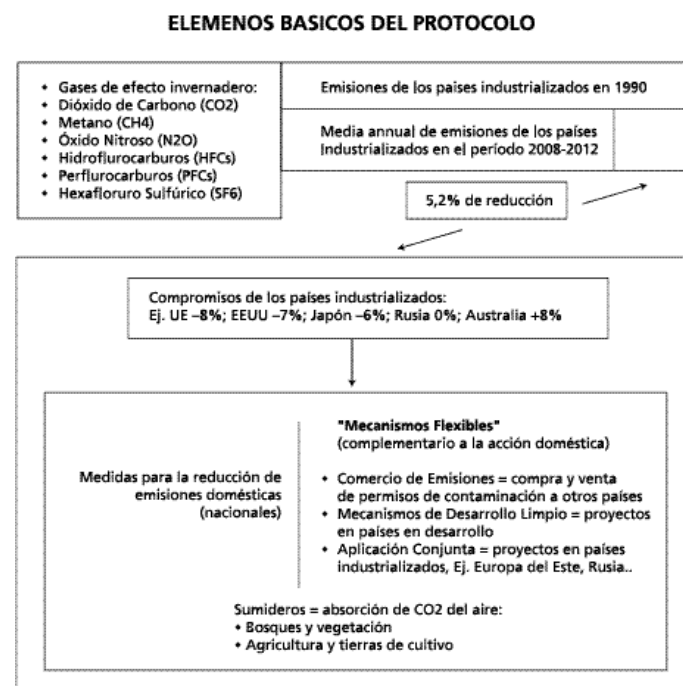 ELEMENOS BASICOS DEL PROTOCOLO
• Gases de efecto invernadero:
• Dióxido de Carbono (CO2)
• Metano (CH4)
• Óxido Nitroso (N2O)
• Hidroflurocarburos (HFCs)
• Perflurocarburos (PFCs)
• Hexafloruro Sulfúrico (SF6)
Emisiones de los paises industrializados en 1990
Media annual de emisiones de los países
Industrializados en el período 2008-2012
5,2% de reducción
Compromisos de los países industrializados:
Ej. UE –8%; EEUU –7%; Japón –6%; Rusia 0%; Australia +8%
Medidas para la reducción de
emisiones domésticas
(nacionales)
"Mecanismos Flexibles"
(complementario a la acción doméstica)
• Comercio de Emisiones = compra y venta
de permisos de contaminación a otros países
• Mecanismos de Desarrollo Limpio = proyectos
en países en desarrollo
• Aplicación Conjunta = proyectos en países
industrializados, Ej. Europa del Este, Rusia..
Sumideros = absorción de CO2 del aire:
• Bosques y vegetación
• Agricultura y tierras de cultivo